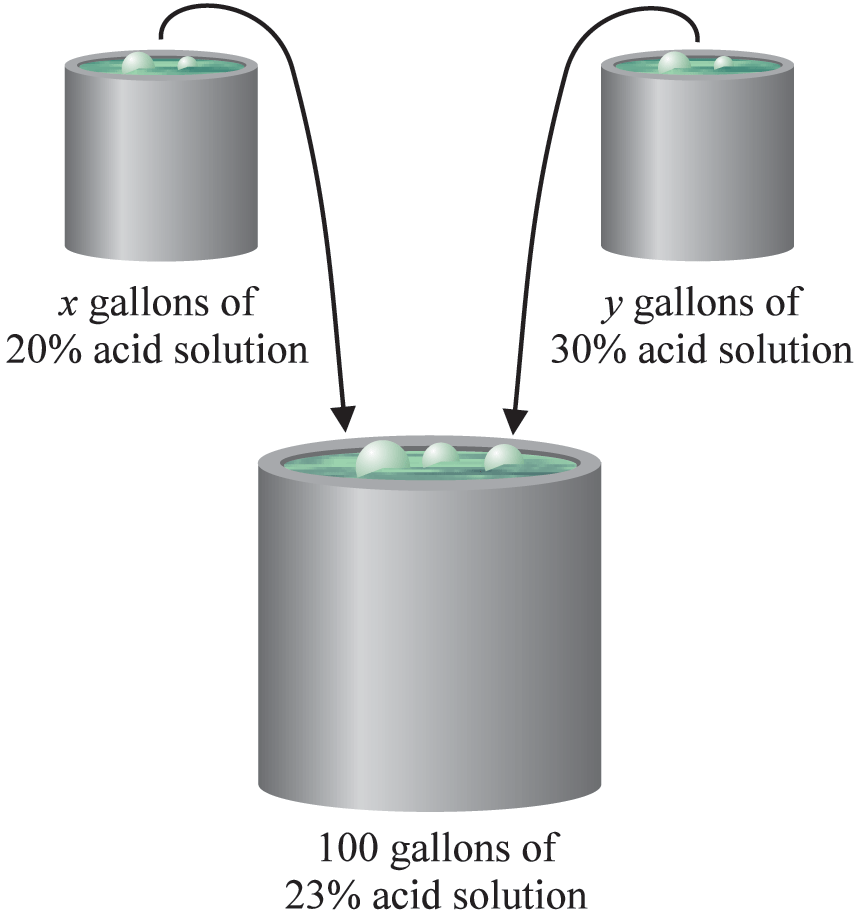 x gallons of
20% acid solution
y gallons of
30% acid solution
100 gallons of
23% acid solution